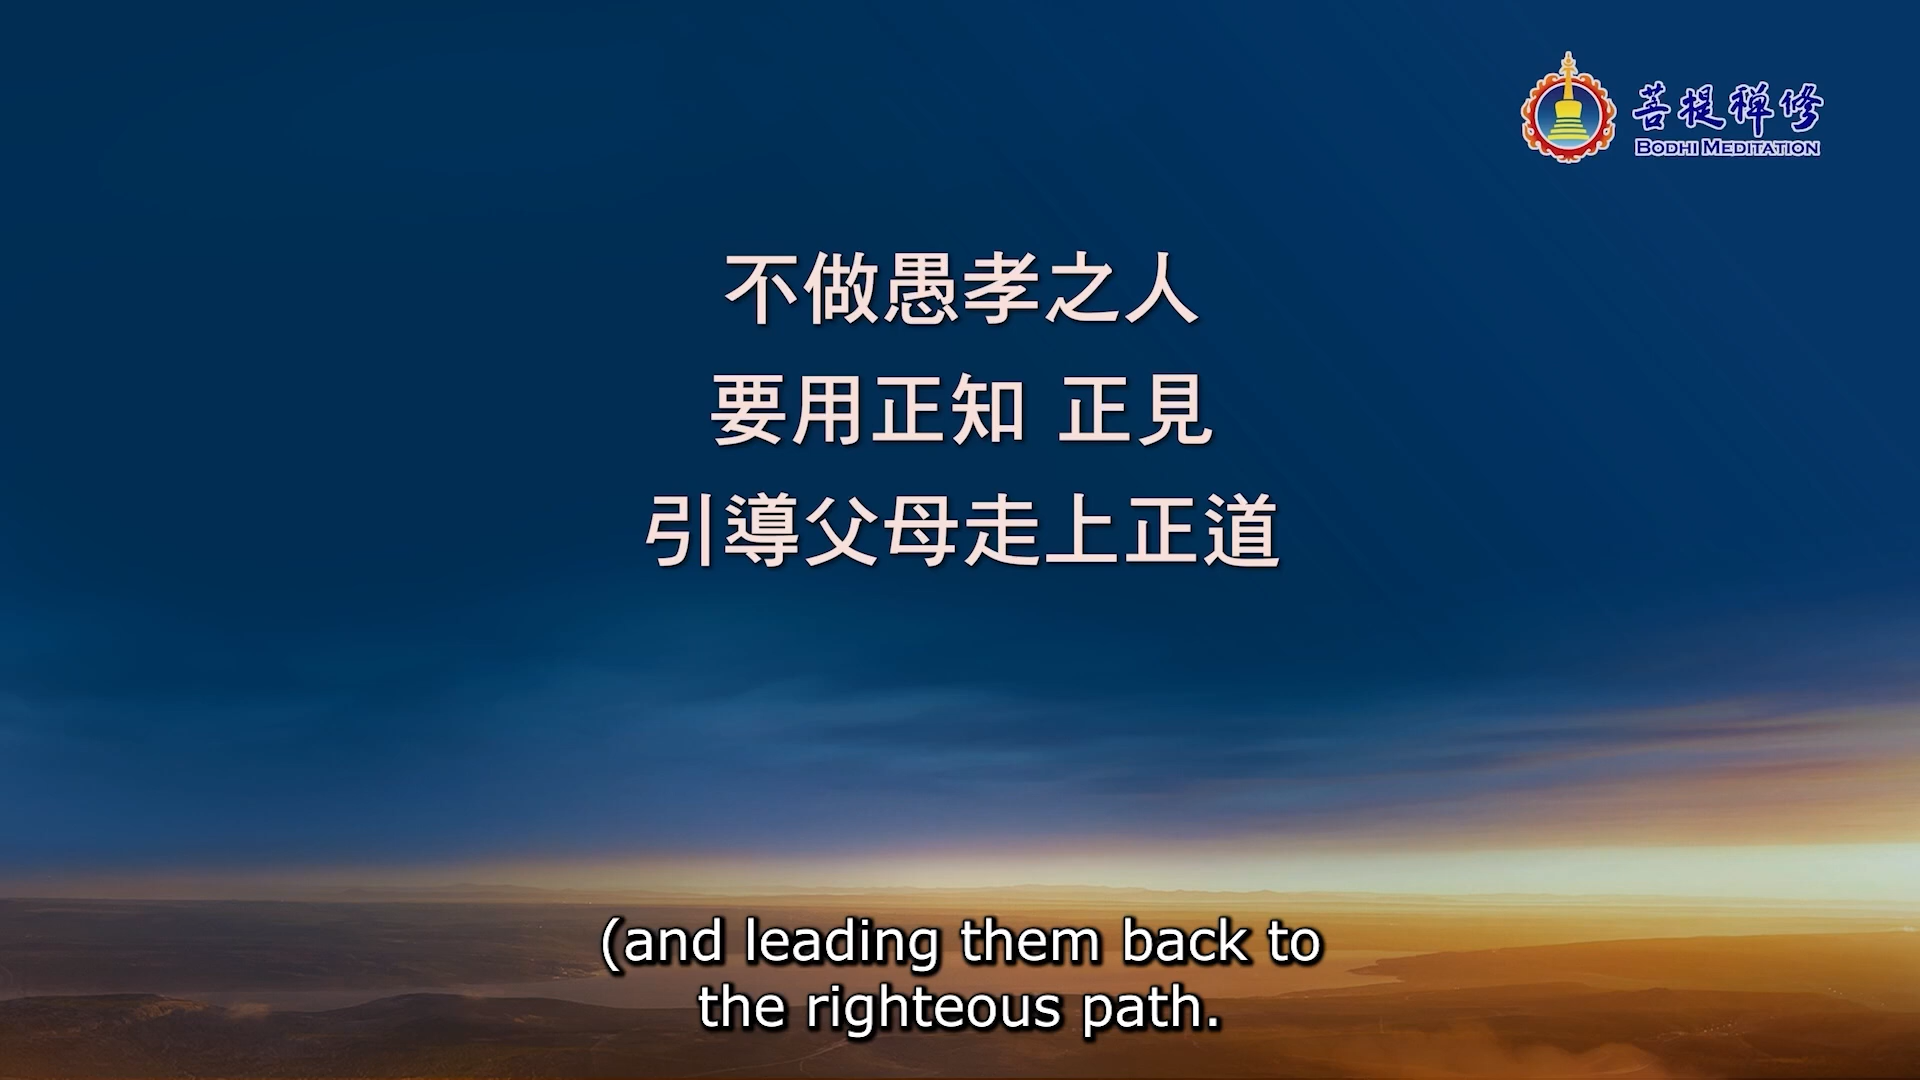 菩提禪修
BODHI MEDITATION
不做愚孝之人
要用正知 正見
引導父母走上正道
(and leading them back to
the righteous path.